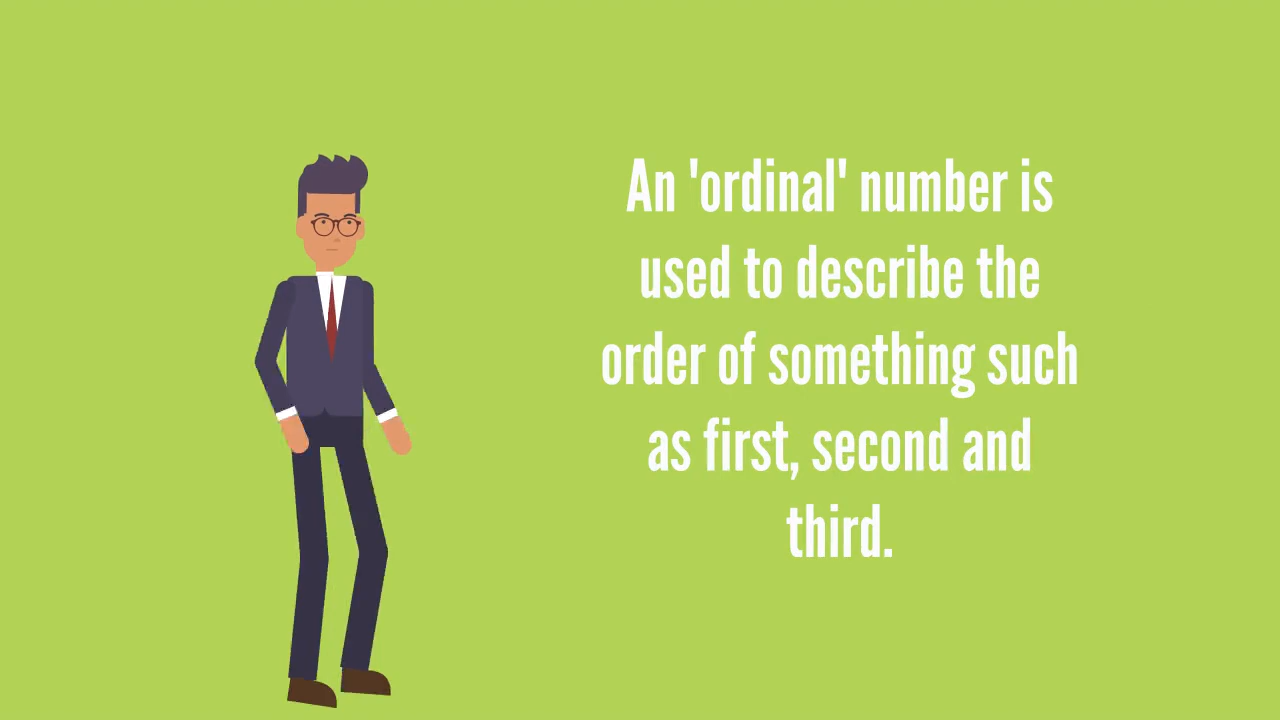 An 'ordinal' number is
used to describe the
order of something such
as first, second and
third.